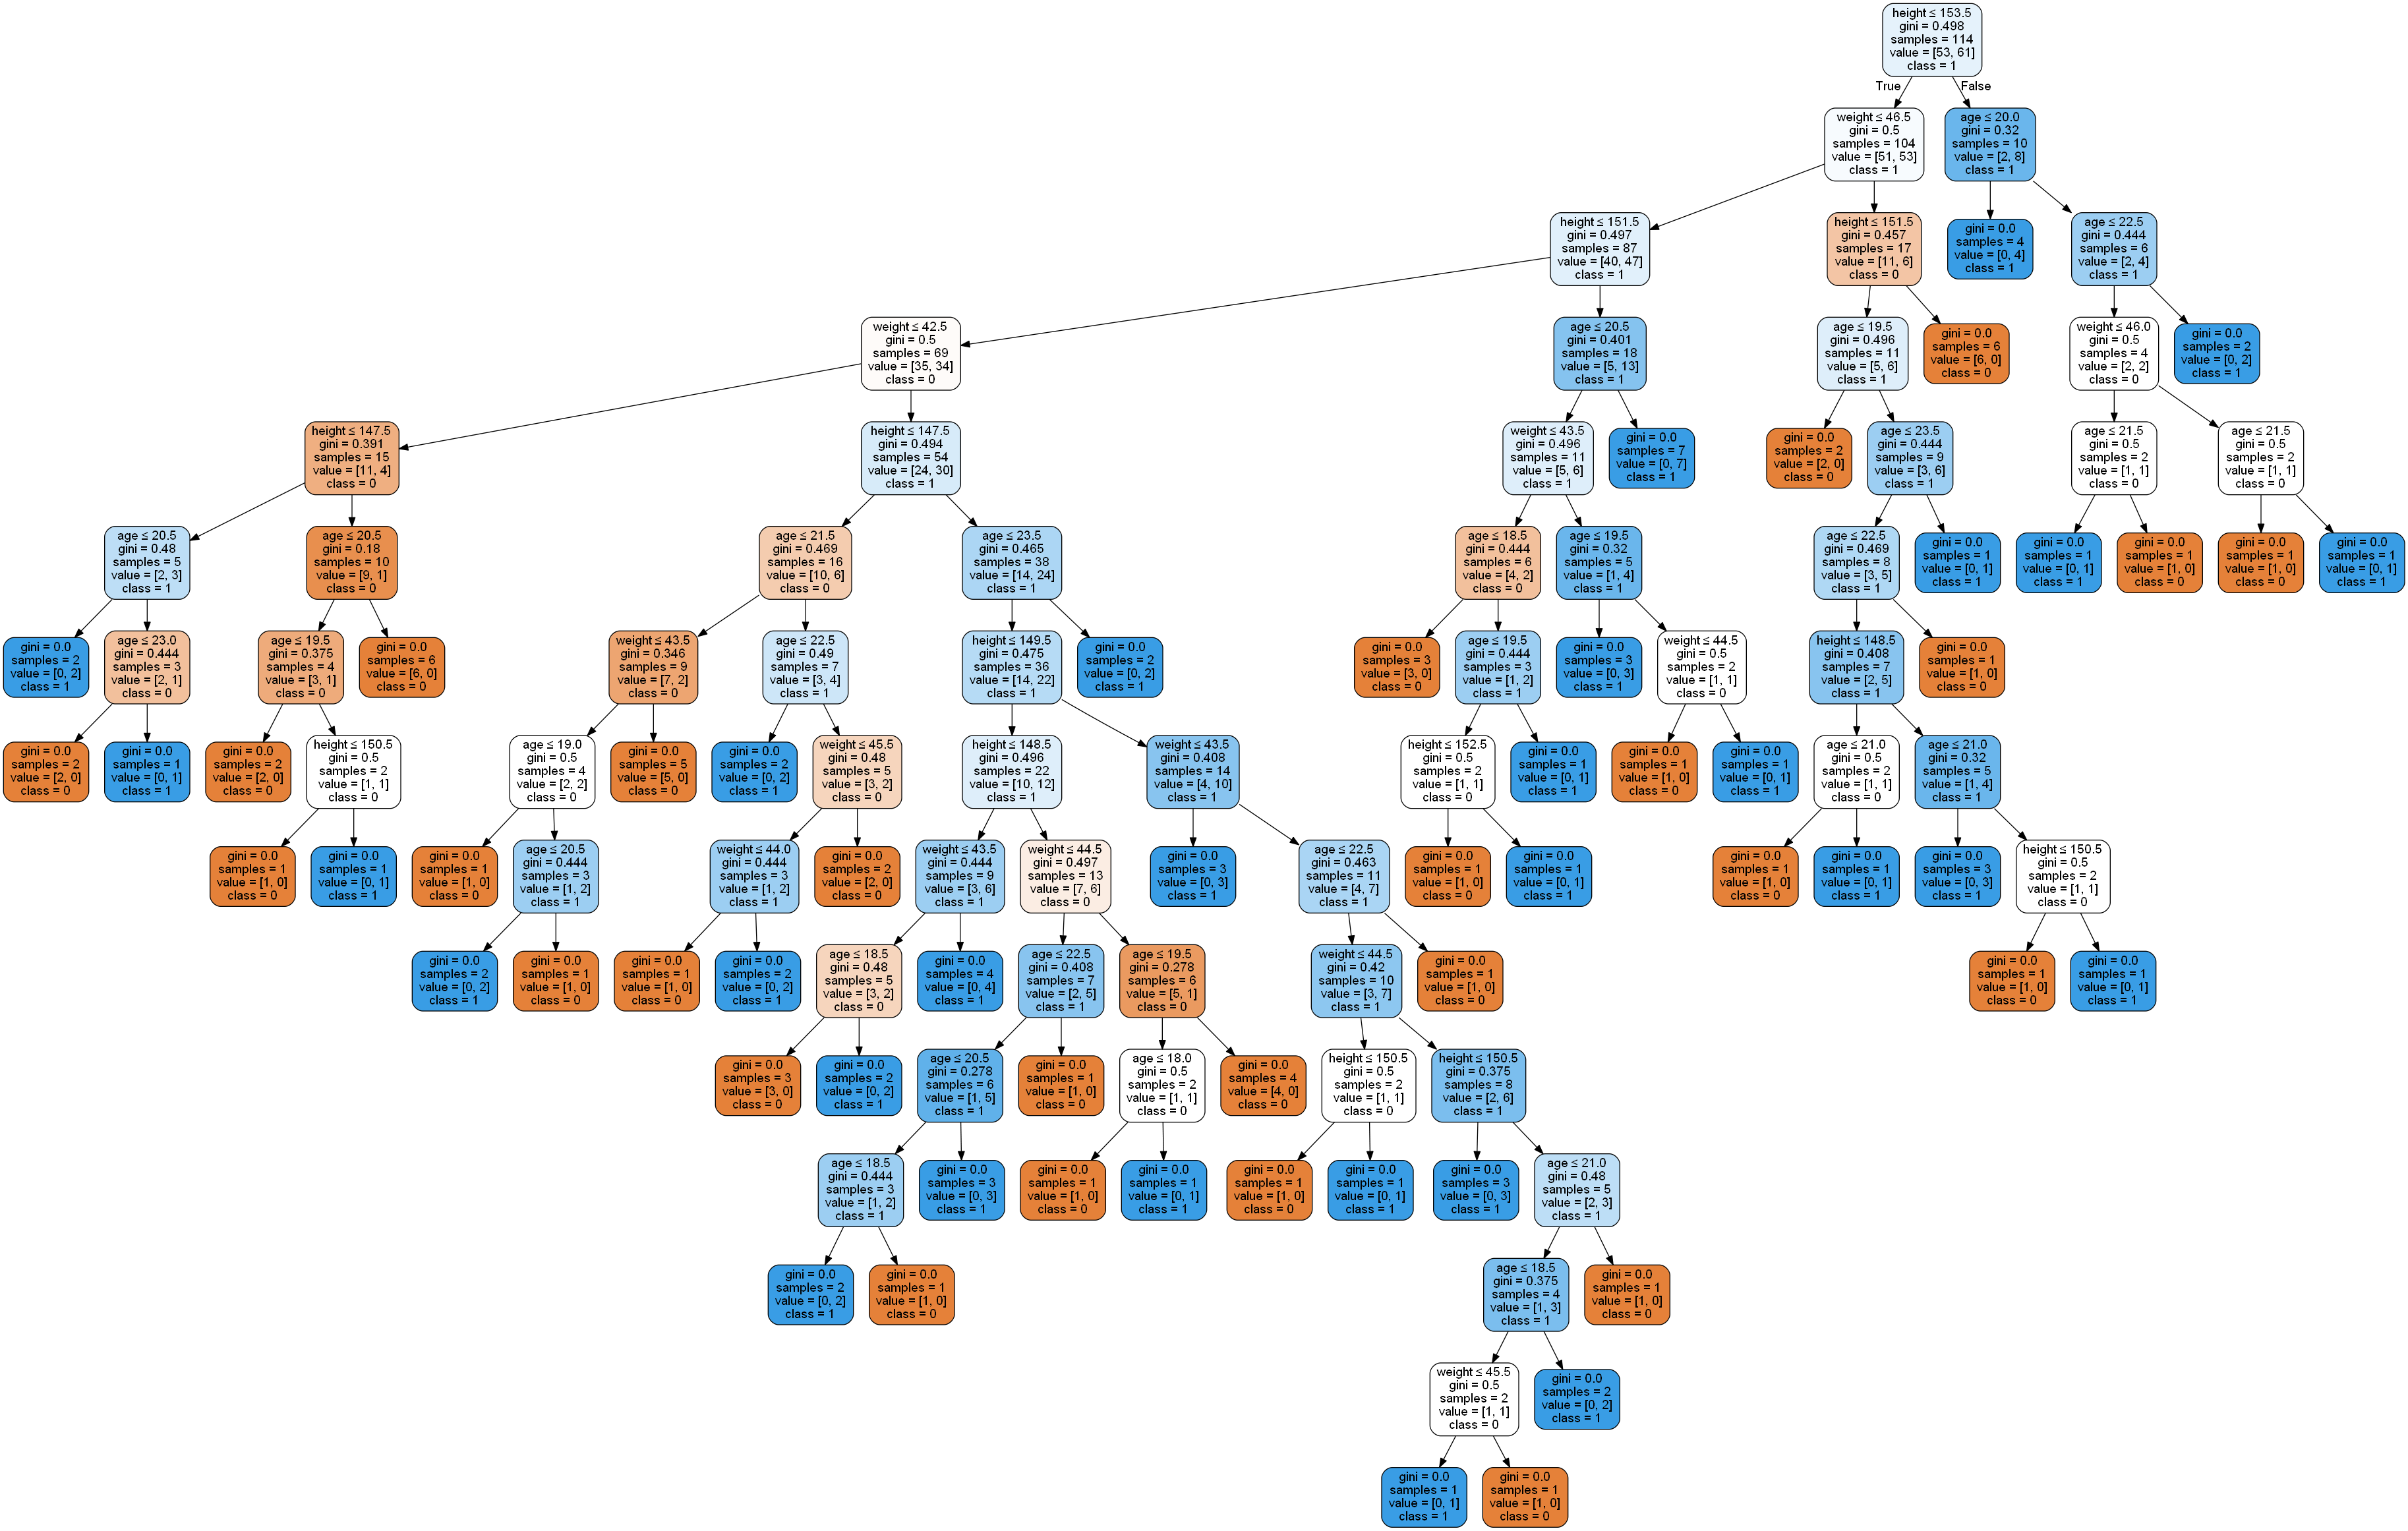 height ≤ 153.5
gini = 0.498
samples = 114
value = [53, 61]
class = 1
True
False
weight ≤ 46.5
gini = 0.5
samples = 104
value = [51, 53]
class = 1
age ≤ 20.0
gini = 0.32
samples = 10
value = [2, 8]
class = 1
height ≤ 151.5
gini = 0.497
samples = 87
value = [40, 47]
class = 1
height ≤ 151.5
gini = 0.457
samples = 17
value = [11, 6]
class = 0
gini = 0.0
samples = 4
value = [0, 4]
class = 1
age ≤ 22.5
gini = 0.444
samples = 6
value = [2, 4]
class = 1
weight ≤ 42.5
gini = 0.5
samples = 69
value = [35, 34]
class = 0
age ≤ 20.5
gini = 0.401
samples = 18
value = [5, 13]
class = 1
age ≤ 19.5
gini = 0.496
samples = 11
value = [5, 6]
class = 1
gini = 0.0
samples = 6
value = [6, 0]
class = 0
weight ≤ 46.0
gini = 0.5
samples = 4
value = [2, 2]
class = 0
gini = 0.0
samples = 2
value = [0, 2]
class = 1
height ≤ 147.5
gini = 0.391
samples = 15
value = [11, 4]
class = 0
height ≤ 147.5
gini = 0.494
samples = 54
value = [24, 30]
class = 1
weight ≤ 43.5
gini = 0.496
samples = 11
value = [5, 6]
class = 1
gini = 0.0
samples = 7
value = [0, 7]
class = 1
gini = 0.0
samples = 2
value = [2, 0]
class = 0
age ≤ 23.5
gini = 0.444
samples = 9
value = [3, 6]
class = 1
age ≤ 21.5
gini = 0.5
samples = 2
value = [1, 1]
class = 0
age ≤ 21.5
gini = 0.5
samples = 2
value = [1, 1]
class = 0
age ≤ 20.5
gini = 0.48
samples = 5
value = [2, 3]
class = 1
age ≤ 20.5
gini = 0.18
samples = 10
value = [9, 1]
class = 0
age ≤ 21.5
gini = 0.469
samples = 16
value = [10, 6]
class = 0
age ≤ 23.5
gini = 0.465
samples = 38
value = [14, 24]
class = 1
age ≤ 18.5
gini = 0.444
samples = 6
value = [4, 2]
class = 0
age ≤ 19.5
gini = 0.32
samples = 5
value = [1, 4]
class = 1
age ≤ 22.5
gini = 0.469
samples = 8
value = [3, 5]
class = 1
gini = 0.0
samples = 1
value = [0, 1]
class = 1
gini = 0.0
samples = 1
value = [0, 1]
class = 1
gini = 0.0
samples = 1
value = [1, 0]
class = 0
gini = 0.0
samples = 1
value = [1, 0]
class = 0
gini = 0.0
samples = 1
value = [0, 1]
class = 1
gini = 0.0
samples = 2
value = [0, 2]
class = 1
age ≤ 23.0
gini = 0.444
samples = 3
value = [2, 1]
class = 0
age ≤ 19.5
gini = 0.375
samples = 4
value = [3, 1]
class = 0
gini = 0.0
samples = 6
value = [6, 0]
class = 0
weight ≤ 43.5
gini = 0.346
samples = 9
value = [7, 2]
class = 0
age ≤ 22.5
gini = 0.49
samples = 7
value = [3, 4]
class = 1
height ≤ 149.5
gini = 0.475
samples = 36
value = [14, 22]
class = 1
gini = 0.0
samples = 2
value = [0, 2]
class = 1
gini = 0.0
samples = 3
value = [3, 0]
class = 0
age ≤ 19.5
gini = 0.444
samples = 3
value = [1, 2]
class = 1
gini = 0.0
samples = 3
value = [0, 3]
class = 1
weight ≤ 44.5
gini = 0.5
samples = 2
value = [1, 1]
class = 0
height ≤ 148.5
gini = 0.408
samples = 7
value = [2, 5]
class = 1
gini = 0.0
samples = 1
value = [1, 0]
class = 0
gini = 0.0
samples = 2
value = [2, 0]
class = 0
gini = 0.0
samples = 1
value = [0, 1]
class = 1
gini = 0.0
samples = 2
value = [2, 0]
class = 0
height ≤ 150.5
gini = 0.5
samples = 2
value = [1, 1]
class = 0
age ≤ 19.0
gini = 0.5
samples = 4
value = [2, 2]
class = 0
gini = 0.0
samples = 5
value = [5, 0]
class = 0
gini = 0.0
samples = 2
value = [0, 2]
class = 1
weight ≤ 45.5
gini = 0.48
samples = 5
value = [3, 2]
class = 0
height ≤ 148.5
gini = 0.496
samples = 22
value = [10, 12]
class = 1
weight ≤ 43.5
gini = 0.408
samples = 14
value = [4, 10]
class = 1
height ≤ 152.5
gini = 0.5
samples = 2
value = [1, 1]
class = 0
gini = 0.0
samples = 1
value = [0, 1]
class = 1
gini = 0.0
samples = 1
value = [1, 0]
class = 0
gini = 0.0
samples = 1
value = [0, 1]
class = 1
age ≤ 21.0
gini = 0.5
samples = 2
value = [1, 1]
class = 0
age ≤ 21.0
gini = 0.32
samples = 5
value = [1, 4]
class = 1
gini = 0.0
samples = 1
value = [1, 0]
class = 0
gini = 0.0
samples = 1
value = [0, 1]
class = 1
gini = 0.0
samples = 1
value = [1, 0]
class = 0
age ≤ 20.5
gini = 0.444
samples = 3
value = [1, 2]
class = 1
weight ≤ 44.0
gini = 0.444
samples = 3
value = [1, 2]
class = 1
gini = 0.0
samples = 2
value = [2, 0]
class = 0
weight ≤ 43.5
gini = 0.444
samples = 9
value = [3, 6]
class = 1
weight ≤ 44.5
gini = 0.497
samples = 13
value = [7, 6]
class = 0
gini = 0.0
samples = 3
value = [0, 3]
class = 1
age ≤ 22.5
gini = 0.463
samples = 11
value = [4, 7]
class = 1
gini = 0.0
samples = 1
value = [1, 0]
class = 0
gini = 0.0
samples = 1
value = [0, 1]
class = 1
gini = 0.0
samples = 1
value = [1, 0]
class = 0
gini = 0.0
samples = 1
value = [0, 1]
class = 1
gini = 0.0
samples = 3
value = [0, 3]
class = 1
height ≤ 150.5
gini = 0.5
samples = 2
value = [1, 1]
class = 0
gini = 0.0
samples = 2
value = [0, 2]
class = 1
gini = 0.0
samples = 1
value = [1, 0]
class = 0
gini = 0.0
samples = 1
value = [1, 0]
class = 0
gini = 0.0
samples = 2
value = [0, 2]
class = 1
age ≤ 18.5
gini = 0.48
samples = 5
value = [3, 2]
class = 0
gini = 0.0
samples = 4
value = [0, 4]
class = 1
age ≤ 22.5
gini = 0.408
samples = 7
value = [2, 5]
class = 1
age ≤ 19.5
gini = 0.278
samples = 6
value = [5, 1]
class = 0
weight ≤ 44.5
gini = 0.42
samples = 10
value = [3, 7]
class = 1
gini = 0.0
samples = 1
value = [1, 0]
class = 0
gini = 0.0
samples = 1
value = [1, 0]
class = 0
gini = 0.0
samples = 1
value = [0, 1]
class = 1
gini = 0.0
samples = 3
value = [3, 0]
class = 0
gini = 0.0
samples = 2
value = [0, 2]
class = 1
age ≤ 20.5
gini = 0.278
samples = 6
value = [1, 5]
class = 1
gini = 0.0
samples = 1
value = [1, 0]
class = 0
age ≤ 18.0
gini = 0.5
samples = 2
value = [1, 1]
class = 0
gini = 0.0
samples = 4
value = [4, 0]
class = 0
height ≤ 150.5
gini = 0.5
samples = 2
value = [1, 1]
class = 0
height ≤ 150.5
gini = 0.375
samples = 8
value = [2, 6]
class = 1
age ≤ 18.5
gini = 0.444
samples = 3
value = [1, 2]
class = 1
gini = 0.0
samples = 3
value = [0, 3]
class = 1
gini = 0.0
samples = 1
value = [1, 0]
class = 0
gini = 0.0
samples = 1
value = [0, 1]
class = 1
gini = 0.0
samples = 1
value = [1, 0]
class = 0
gini = 0.0
samples = 1
value = [0, 1]
class = 1
gini = 0.0
samples = 3
value = [0, 3]
class = 1
age ≤ 21.0
gini = 0.48
samples = 5
value = [2, 3]
class = 1
gini = 0.0
samples = 2
value = [0, 2]
class = 1
gini = 0.0
samples = 1
value = [1, 0]
class = 0
age ≤ 18.5
gini = 0.375
samples = 4
value = [1, 3]
class = 1
gini = 0.0
samples = 1
value = [1, 0]
class = 0
weight ≤ 45.5
gini = 0.5
samples = 2
value = [1, 1]
class = 0
gini = 0.0
samples = 2
value = [0, 2]
class = 1
gini = 0.0
samples = 1
value = [0, 1]
class = 1
gini = 0.0
samples = 1
value = [1, 0]
class = 0